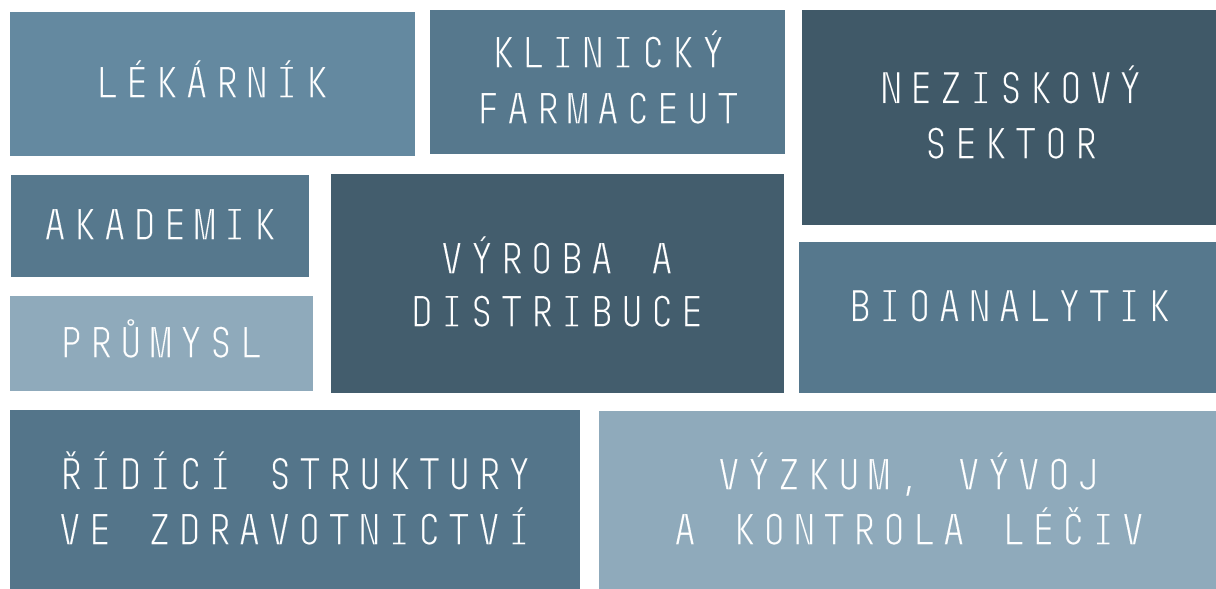 LÉKÁRNÍK
KLINICKÝ
FARMACEUT
NEZISKOVÝ
SEKTOR
AKADEMIK
VÝROBA A
DISTRIBUCE
BIOANALYTIK
PRŮMYSL
ŘÍDÍCÍ STRUKTURY
VE ZDRAVOTNICTVÍ
VÝZKUM, VÝVOJ
A KONTROLA LÉČIV